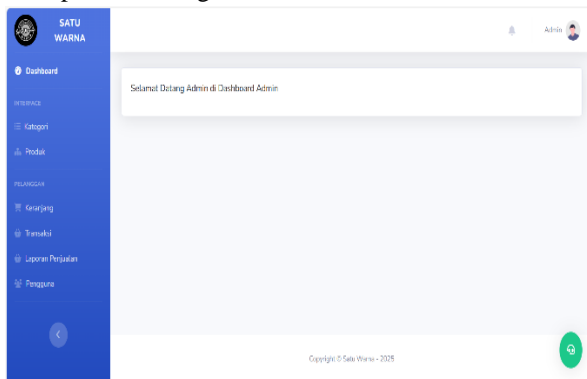 SATU
WARNA
Admin
Dashboard
Selamat Datang Admin di Dashboard Admin
INTERFACE
Kategori
Produk
PELANGGAN
Keranjang
Transaksi
Laporan Penjualan
Pengguna
Copyright © Satu Warna - 2025